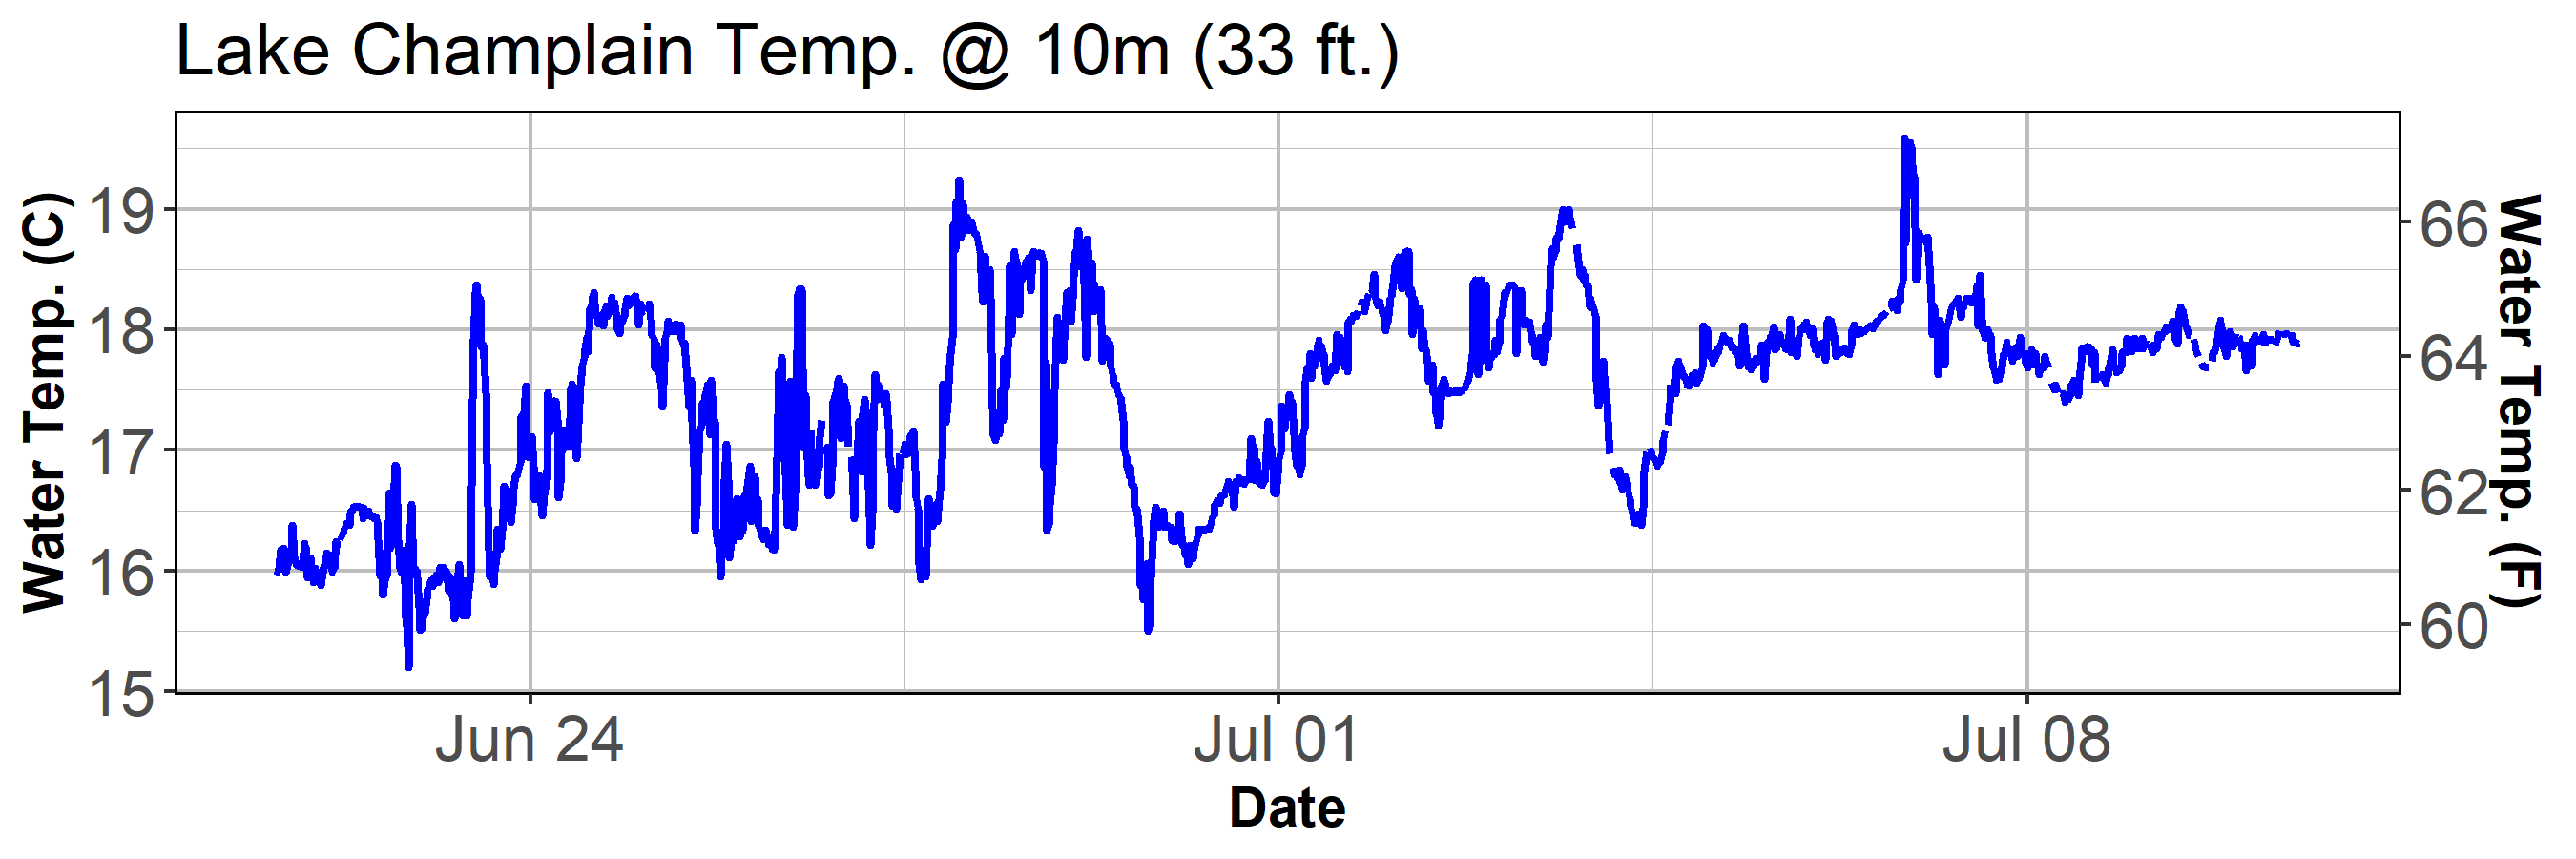 Lake Champlain Temp. @ 10m (33 ft.)
Water Temp. (C)
19
18
17
16
15
66
64
62
60
Water Temp. (F)
Jun 24
Jul 01
Jul 08
Date